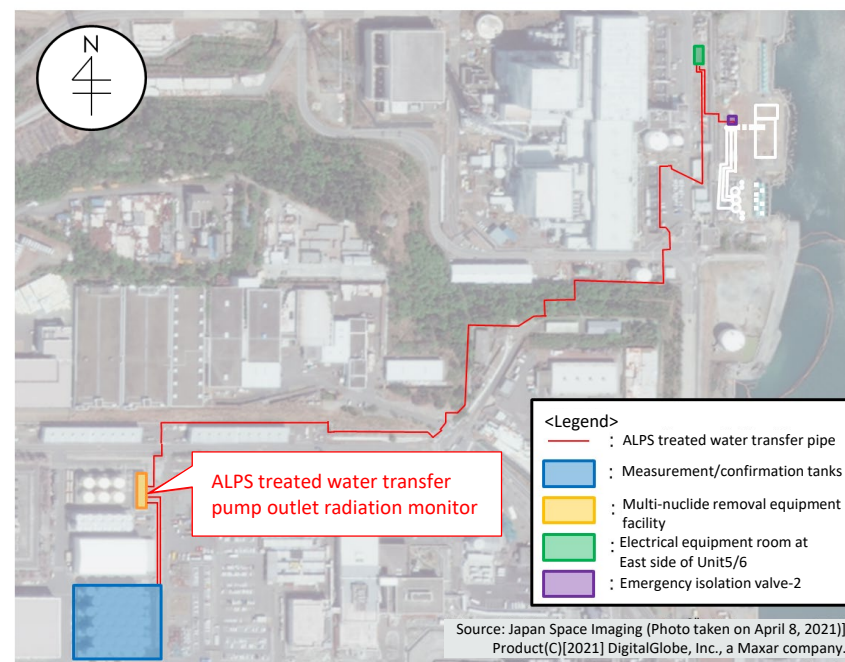 N
ALPS treated water transfer
pump outlet radiation monitor
<Legend>
: ALPS treated water transfer pipe
: Measurement/confirmation tanks
: Multi-nuclide removal equipment
facility
: Electrical equipment room at
East side of Unit5/6
: Emergency isolation valve-2
Source: Japan Space Imaging (Photo taken on April 8, 2021)]
Product(C)[2021] DigitalGlobe, Inc., a Maxar company.